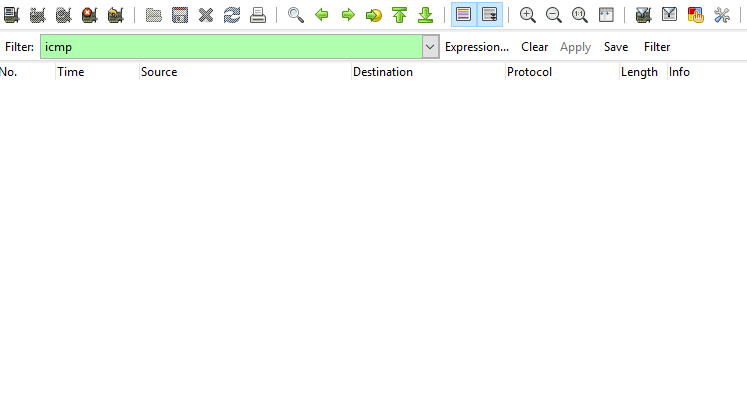 Filter: icmp Expression... Clear Apply Save Filter
No. Time Source Destination Protocol Length Info